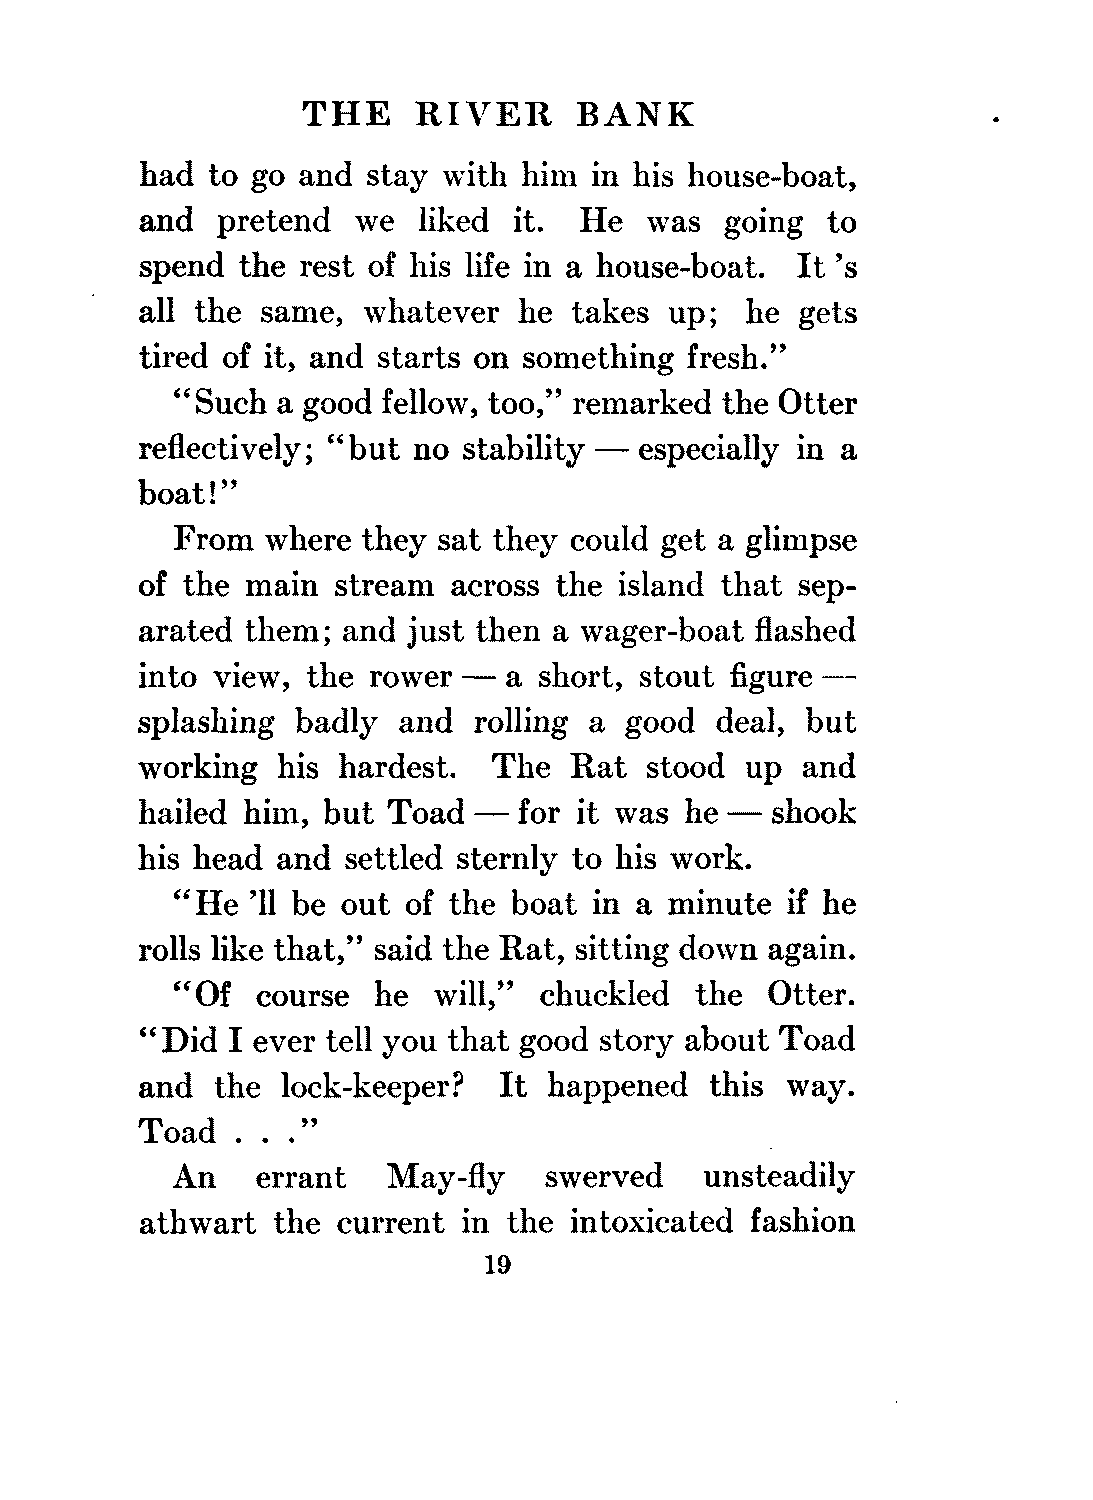 THE RIVER BANK
had to go and stay with him in his house-boat,
and pretend we liked it. He was going to
spend the rest of his life in a house-boat. It 's
all the same, whatever he takes up; he gets
tired of it, and starts on something fresh.”
“Such a good fellow, too,” remarked the Otter
reflectively; “but no stability — especially in a
boat!”
From where they sat they could get a glimpse
of the main stream across the island that sep-
arated them; and just then a wager-boat flashed
into view, the rower — a short, stout figure —
splashing badly and rolling a good deal, but
working his hardest. The Rat stood up and
hailed him, but Toad — for it was he — shook
his head and settled sternly to his work.
“He 'll be out of the boat in a minute if he
rolls like that,” said the Rat, sitting down again.
“Of course he will,” chuckled the Otter.
“Did I ever tell you that good story about Toad
and the lock-keeper? It happened this way.
Toad . . .”
An errant May-fly swerved unsteadily
athwart the current in the intoxicated fashion
19